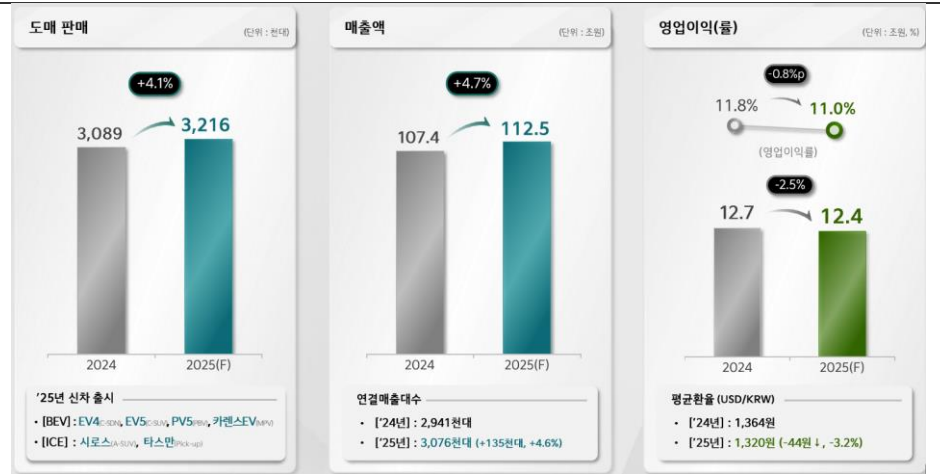 도매 판매
(단위 : 천대)
+4.1%
3,089
3,216
2024
2025(F)
'25년 신차 출시
• [BEV] : EV4(C-SDN), EV5(C-SUV), PV5(PBV), 카렌스EV(MPV)
• [ICE] : 시로스(A-SUV), 타스만(Pick-up)
매출액
(단위 : 조원)
+4.7%
107.4
112.5
2024
2025(F)
연결매출대수
• ['24년] : 2,941천대
• ['25년] : 3,076천대 (+135천대, +4.6%)
영업이익(률)
(단위 : 조원, %)
-0.8%p
11.8%
11.0%
(영업이익률)
-2.5%
12.7
12.4
2024
2025(F)
평균환율 (USD/KRW)
• ['24년] : 1,364원
• ['25년] : 1,320원 (-44원↓, -3.2%)